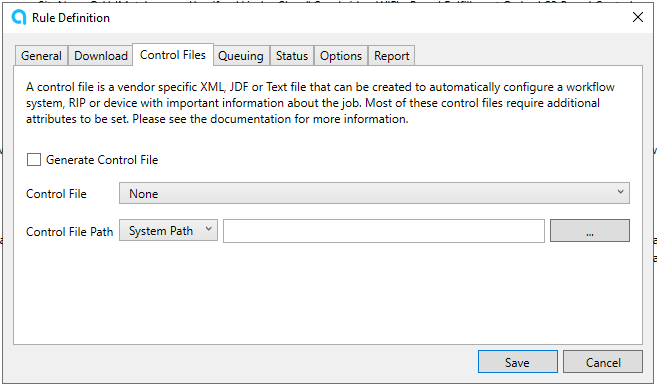 Rule Definition
General Download Control Files Queuing Status Options Report
A control file is a vendor specific XML, JDF or Text file that can be created to automatically configure a workflow
system, RIP or device with important information about the job. Most of these control files require additional
attributes to be set. Please see the documentation for more information.
Generate Control File
Control File None
Control File Path System Path ...
Save Cancel